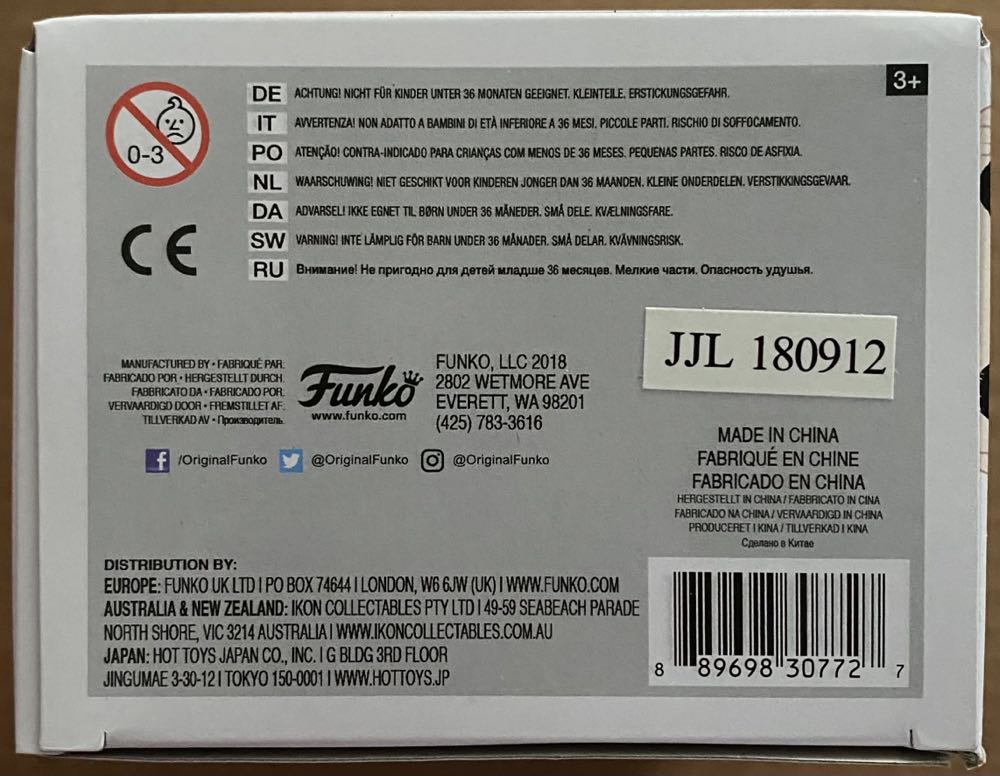 3+
0-3
DE ACHTUNG! NICHT FÜR KINDER UNTER 36 MONATEN GEEIGNET. KLEINTEILE. ERSTICKUNGSGEFAHR.
IT AVVERTENZA! NON ADATTO A BAMBINI DI ETÀ INFERIORE A 36 MESI. PICCOLE PARTI. RISCHIO DI SOFFOCAMENTO.
PO ATENÇÃO! CONTRA-INDICADO PARA CRIANÇAS COM MENOS DE 36 MESES. PEQUENAS PARTES. RISCO DE ASFIXIA.
NL WAARSCHUWING! NIET GESCHIKT VOOR KINDEREN JONGER DAN 36 MAANDEN. KLEINE ONDERDELEN. VERSTIKKINGSGEVAAR.
DA ADVARSEL! IKKE EGNET TIL BØRN UNDER 36 MÅNEDER. SMÅ DELE. KVÆLNINGSFARE.
SW VARNING! INTE LÄMPLIG FÖR BARN UNDER 36 MÅNADER. SMÅ DELAR. KVÄVNINGSRISK.
RU Внимание! Не пригодно для детей младше 36 месяцев. Мелкие части. Опасность удушья.
CE
MANUFACTURED BY • FABRIQUÉ PAR:
FABRICADO POR • HERGESTELLT DURCH:
FABBRICATO DA • FABRICADO POR:
VERVAARDIGD DOOR • FREMSTILLET AF:
TILLVERKAD AV • Производитель:
Funko
www.funko.com
FUNKO, LLC 2018
2802 WETMORE AVE
EVERETT, WA 98201
(425) 783-3616
/OriginalFunko @OriginalFunko @OriginalFunko
JJL 180912
MADE IN CHINA
FABRIQUÉ EN CHINE
FABRICADO EN CHINA
HERGESTELLT IN CHINA / FABBRICATO IN CINA
FABRICADO NA CHINA / VERVAARDIGD IN CHINA
PRODUCERET I KINA / TILLVERKAD I KINA
Сделано в Китае
DISTRIBUTION BY:
EUROPE: FUNKO UK LTD | PO BOX 74644 | LONDON, W6 6JW (UK) | WWW.FUNKO.COM
AUSTRALIA & NEW ZEALAND: IKON COLLECTABLES PTY LTD | 49-59 SEABEACH PARADE
NORTH SHORE, VIC 3214 AUSTRALIA | WWW.IKONCOLLECTABLES.COM.AU
JAPAN: HOT TOYS JAPAN CO., INC. | G BLDG 3RD FLOOR
JINGUMAE 3-30-12 | TOKYO 150-0001 | WWW.HOTTOYS.JP
8 89698 30772 7